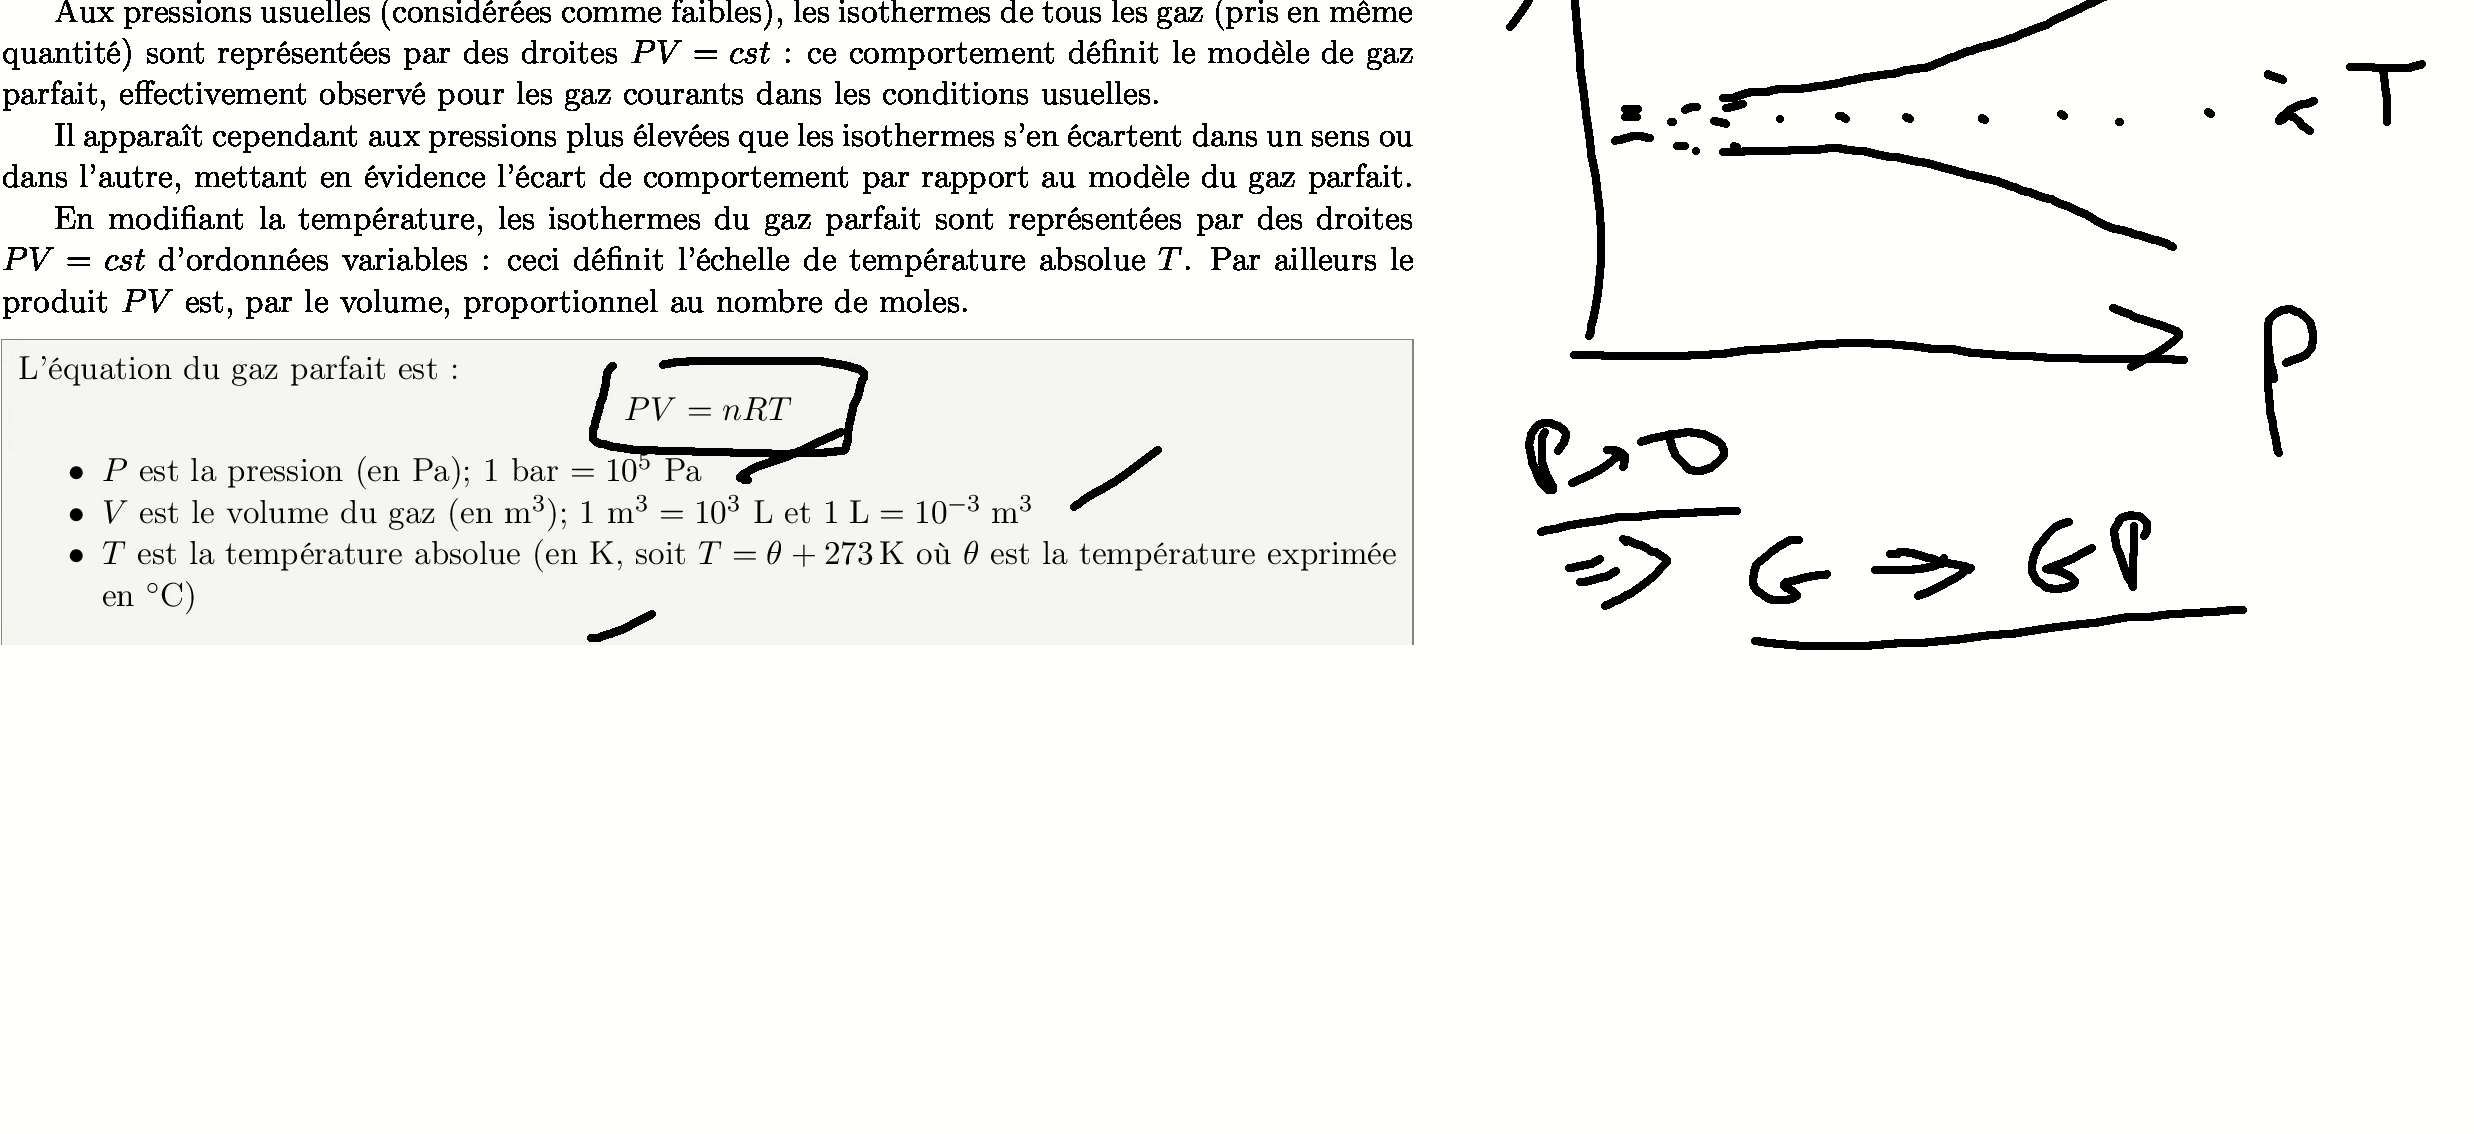 Aux pressions usuelles (considérées comme faibles), les isothermes de tous les gaz (pris en même
quantité) sont représentées par des droites PV = cst : ce comportement définit le modèle de gaz
parfait, effectivement observé pour les gaz courants dans les conditions usuelles.
Il apparaît cependant aux pressions plus élevées que les isothermes s'en écartent dans un sens ou
dans l'autre, mettant en évidence l'écart de comportement par rapport au modèle du gaz parfait.
En modifiant la température, les isothermes du gaz parfait sont représentées par des droites
PV = cst d'ordonnées variables : ceci définit l'échelle de température absolue T. Par ailleurs le
produit PV est, par le volume, proportionnel au nombre de moles.
L'équation du gaz parfait est :
PV = nRT
• P est la pression (en Pa); 1 bar = 10⁵ Pa
• V est le volume du gaz (en m³); 1 m³ = 10³ L et 1 L = 10⁻³ m³
• T est la température absolue (en K, soit T = θ + 273 K où θ est la température exprimée
en °C)
à T
P
P → 0
⇒ G → GP